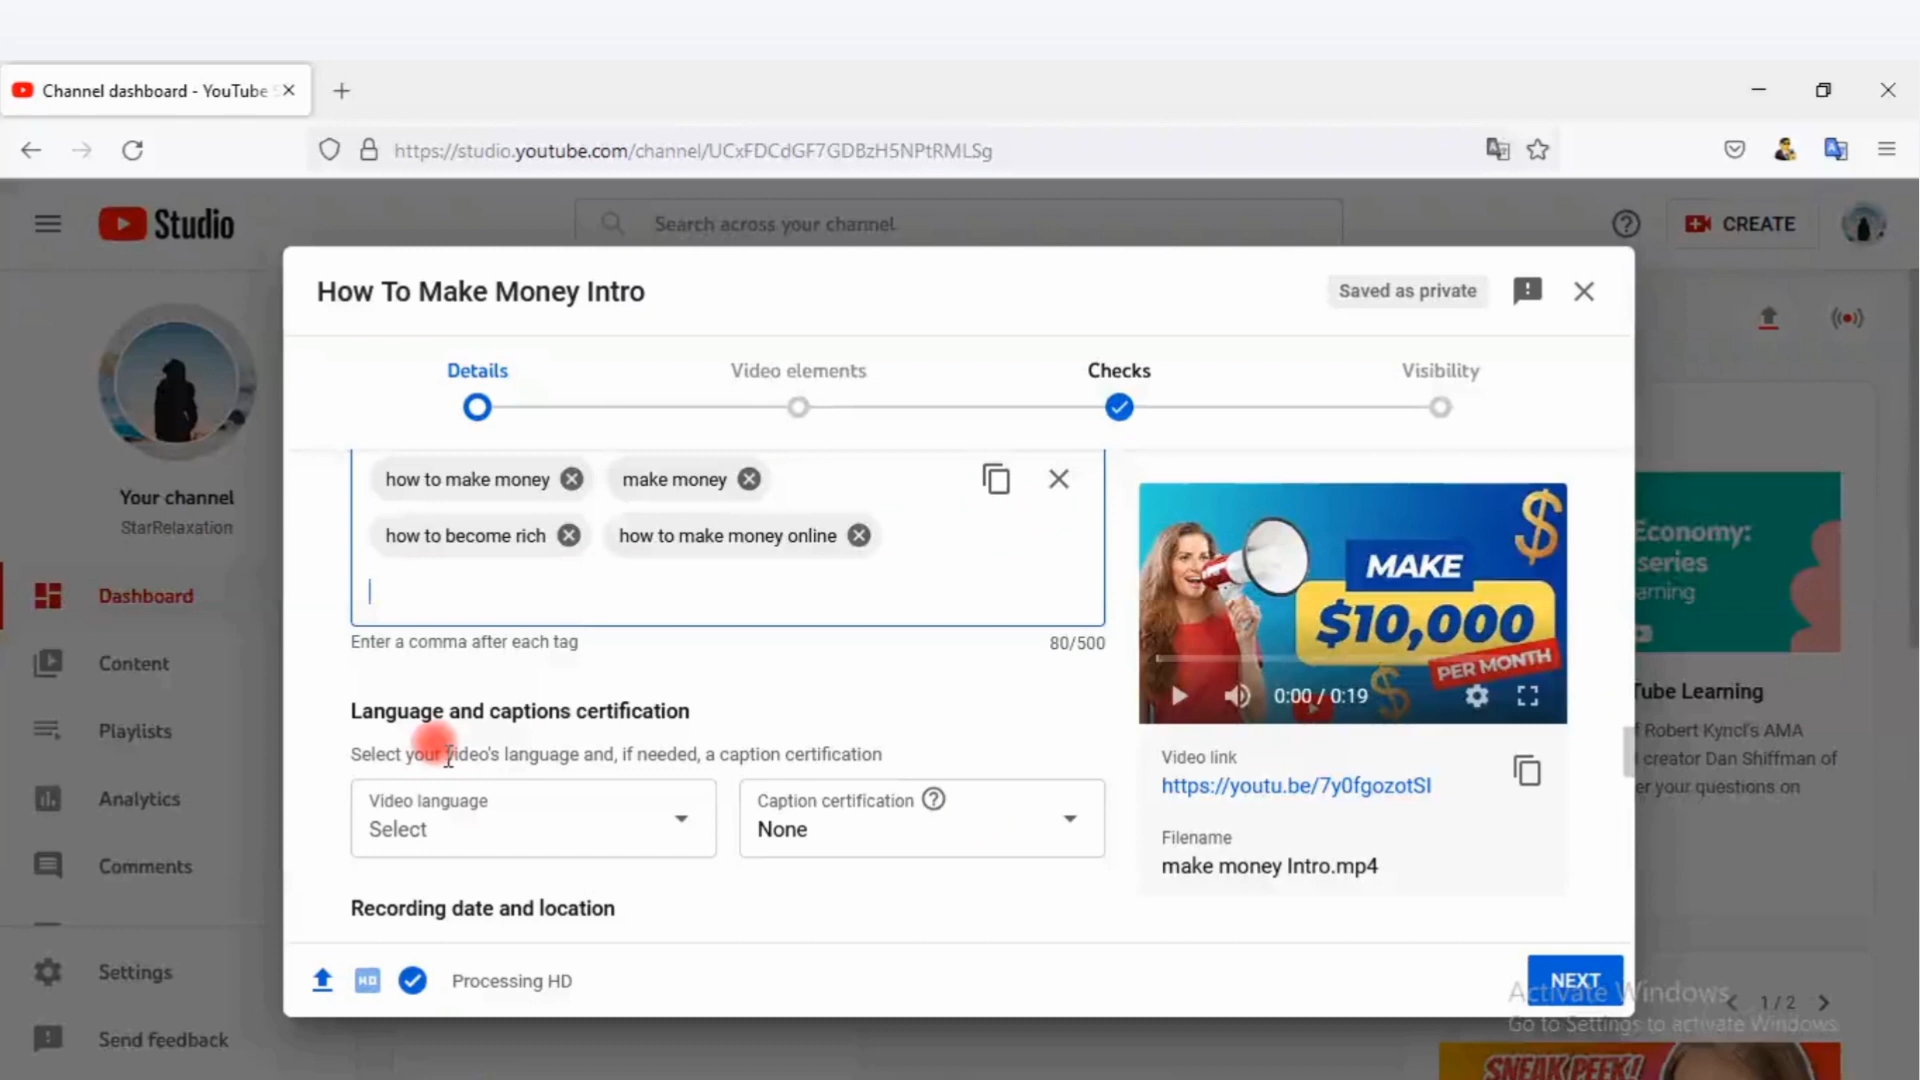 Channel dashboard - YouTube
https://studio.youtube.com/channel/UCxFDCdGF7GDBzH5NPtRMLSg
Studio
Search across your channel
CREATE
How To Make Money Intro
Saved as private
Details
Video elements
Checks
Visibility
how to make money
make money
how to become rich
how to make money online
Enter a comma after each tag
80/500
Language and captions certification
Select your video's language and, if needed, a caption certification
Video language
Select
Caption certification
None
Recording date and location
MAKE
$10,000
PER MONTH
0:00 / 0:19
Video link
https://youtu.be/7y0fgozotSI
Filename
make money Intro.mp4
HD
Processing HD
NEXT
Your channel
StarRelaxation
Dashboard
Content
Playlists
Analytics
Comments
Settings
Send feedback
Economy:
series
Tube Learning
Robert Kyncl's AMA
creator Dan Shiffman of
er your questions on
1 / 2
Activate Windows
Go to Settings to activate Windows.
SNEAK PEEK!